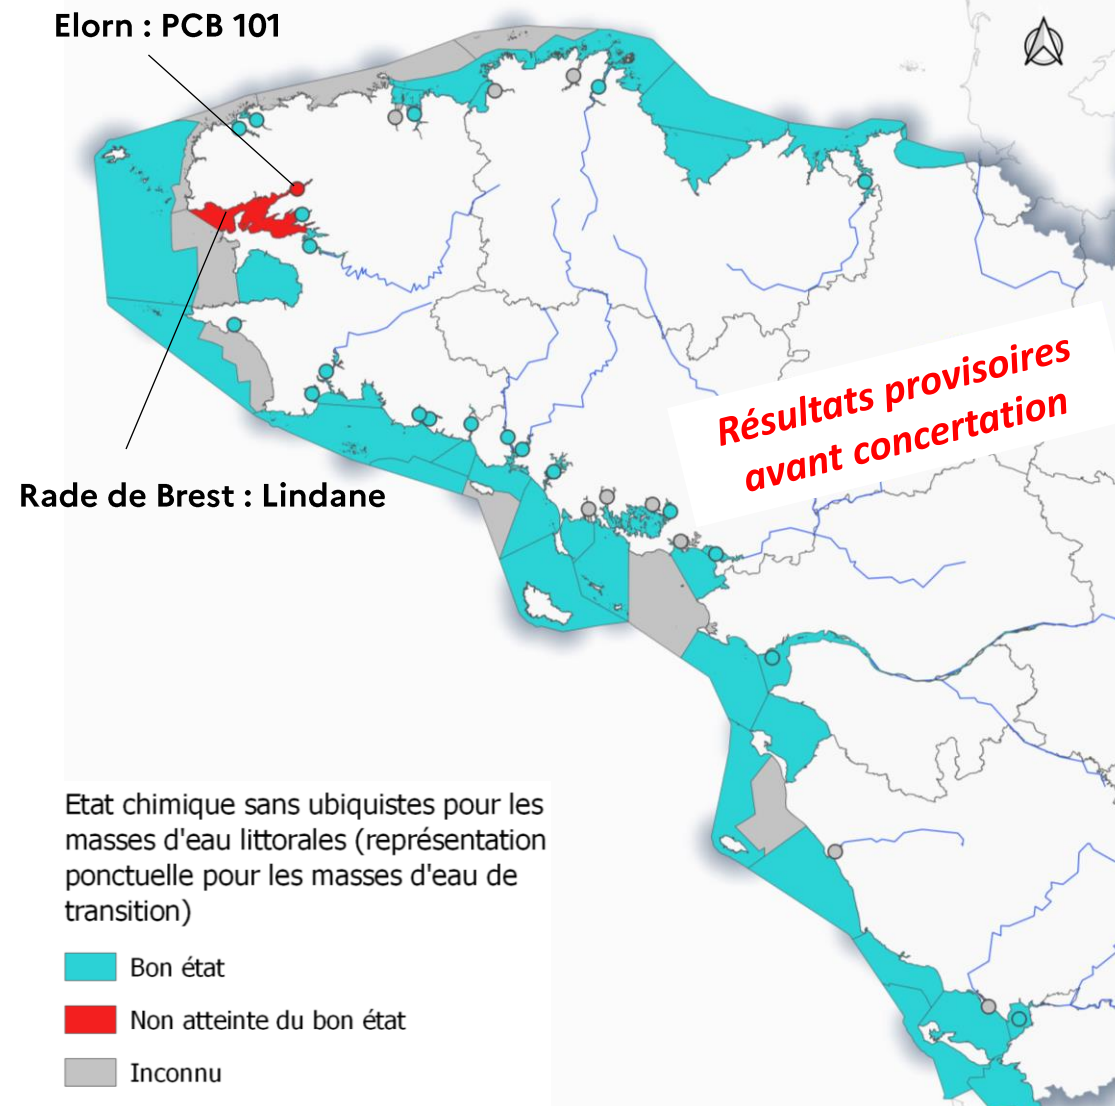 Elorn : PCB 101
Résultats provisoires
avant concertation
Rade de Brest : Lindane
Etat chimique sans ubiquistes pour les
masses d'eau littorales (représentation
ponctuelle pour les masses d'eau de
transition)
Bon état
Non atteinte du bon état
Inconnu